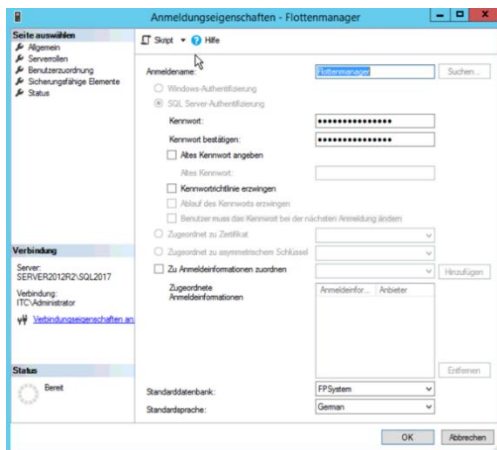 Anmeldungseigenschaften - Flottenmanager
Seite auswählen
Allgemein
Serverrollen
Benutzerzuordnung
Sicherungsfähige Elemente
Status
Skript
Hilfe
Anmeldename:
Flottenmanager
Suchen...
Windows-Authentifizierung
SQL Server-Authentifizierung
Kennwort:
●●●●●●●●●●●●●●●
Kennwort bestätigen:
●●●●●●●●●●●●●●●
Altes Kennwort angeben
Altes Kennwort:
Kennwortrichtlinie erzwingen
Ablauf des Kennworts erzwingen
Benutzer muss das Kennwort bei der nächsten Anmeldung ändern
Zugeordnet zu Zertifikat
Zugeordnet zu asymmetrischem Schlüssel
Zu Anmeldeinformationen zuordnen
Hinzufügen
Zugeordnete
Anmeldeinformationen
Anmeldeinfor... Anbieter
Entfernen
Standarddatenbank:
FPSystem
Standardsprache:
German
Verbindung
Server:
SERVER2012R2\SQL2017
Verbindung:
ITC\Administrator
Verbindungseigenschaften an
Status
Bereit
OK
Abbrechen